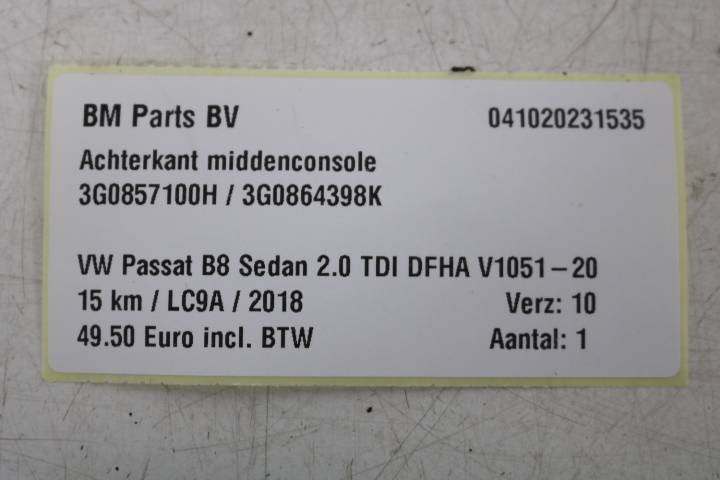 BM Parts BV 041020231535
Achterkant middenconsole
3G0857100H / 3G0864398K
VW Passat B8 Sedan 2.0 TDI DFHA V1051-20
15 km / LC9A / 2018 Verz: 10
49.50 Euro incl. BTW Aantal: 1